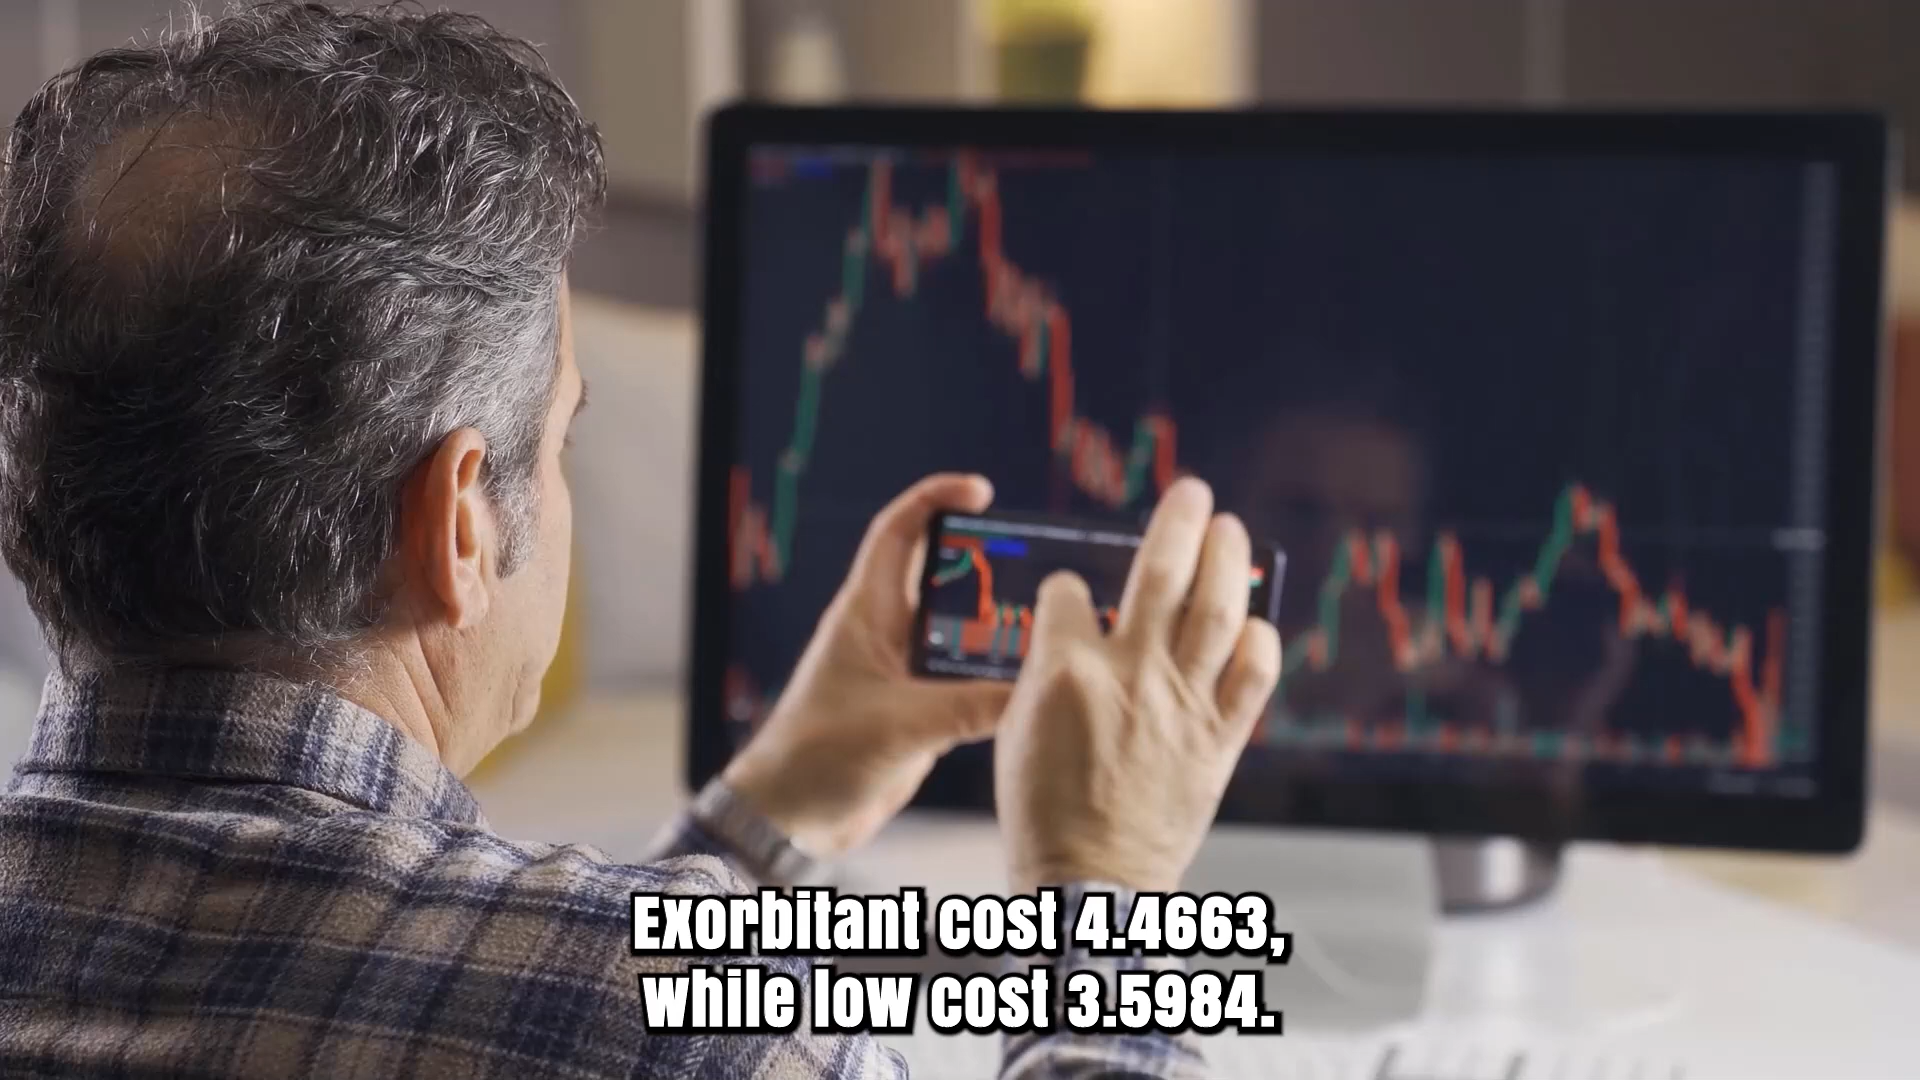 Exorbitant cost 4.4663,
while low cost 3.5984.